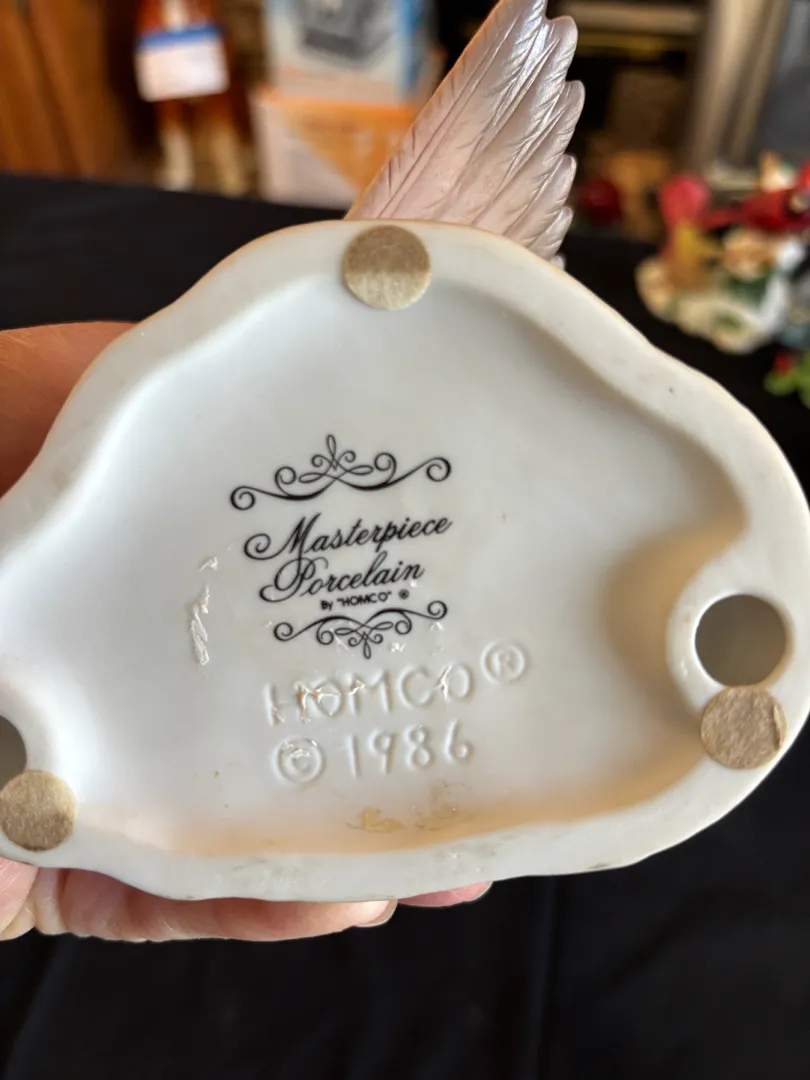 Masterpiece
Porcelain
By "HOMCO" ®
HOMCO®
© 1986